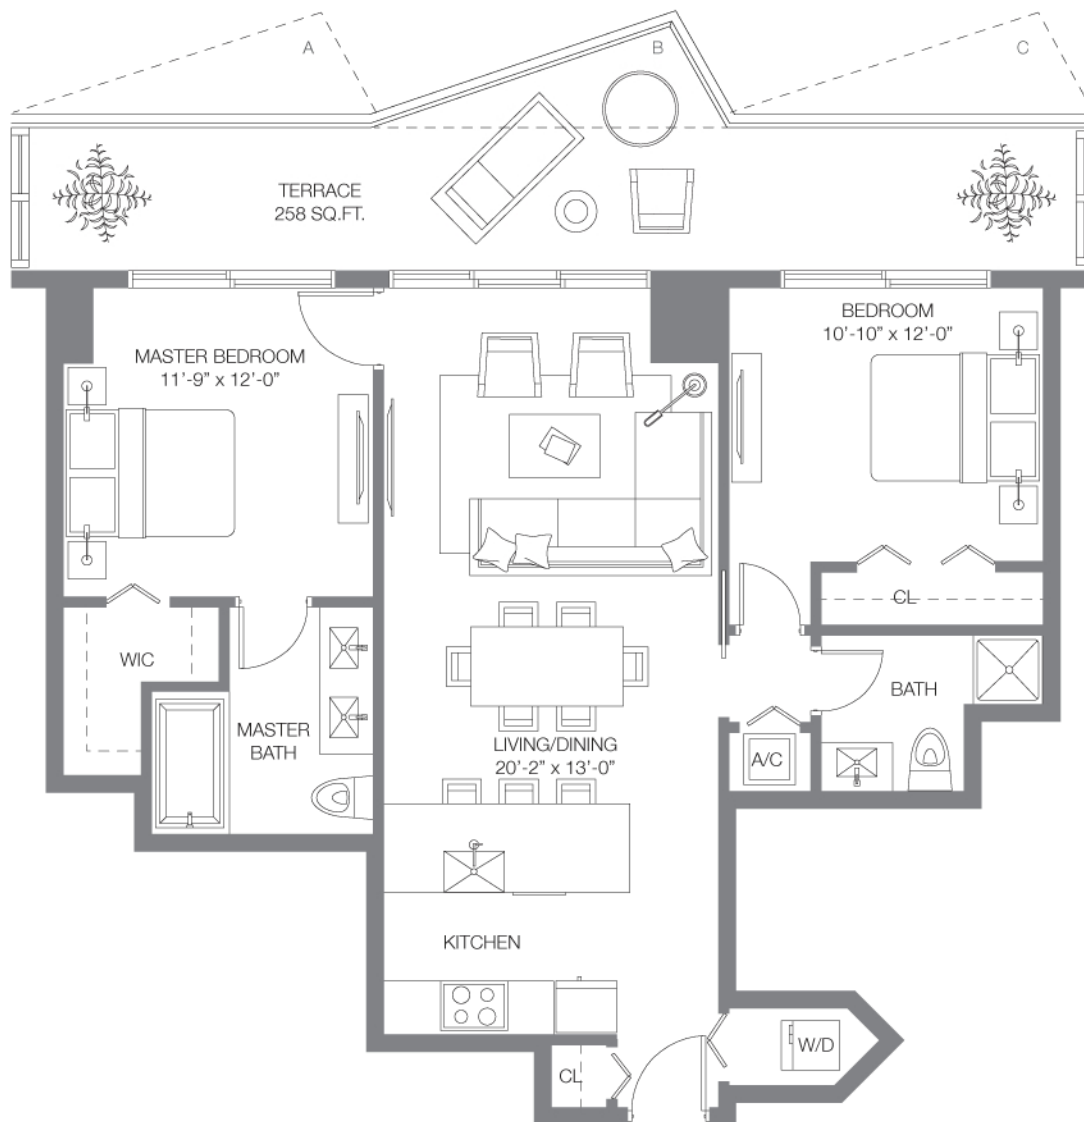 A
B
C
TERRACE
258 SQ.FT.
BEDROOM
10'-10" x 12'-0"
MASTER BEDROOM
11'-9" x 12'-0"
CL
WIC
BATH
MASTER
BATH
LIVING/DINING
20'-2" x 13'-0"
A/C
KITCHEN
W/D
CL